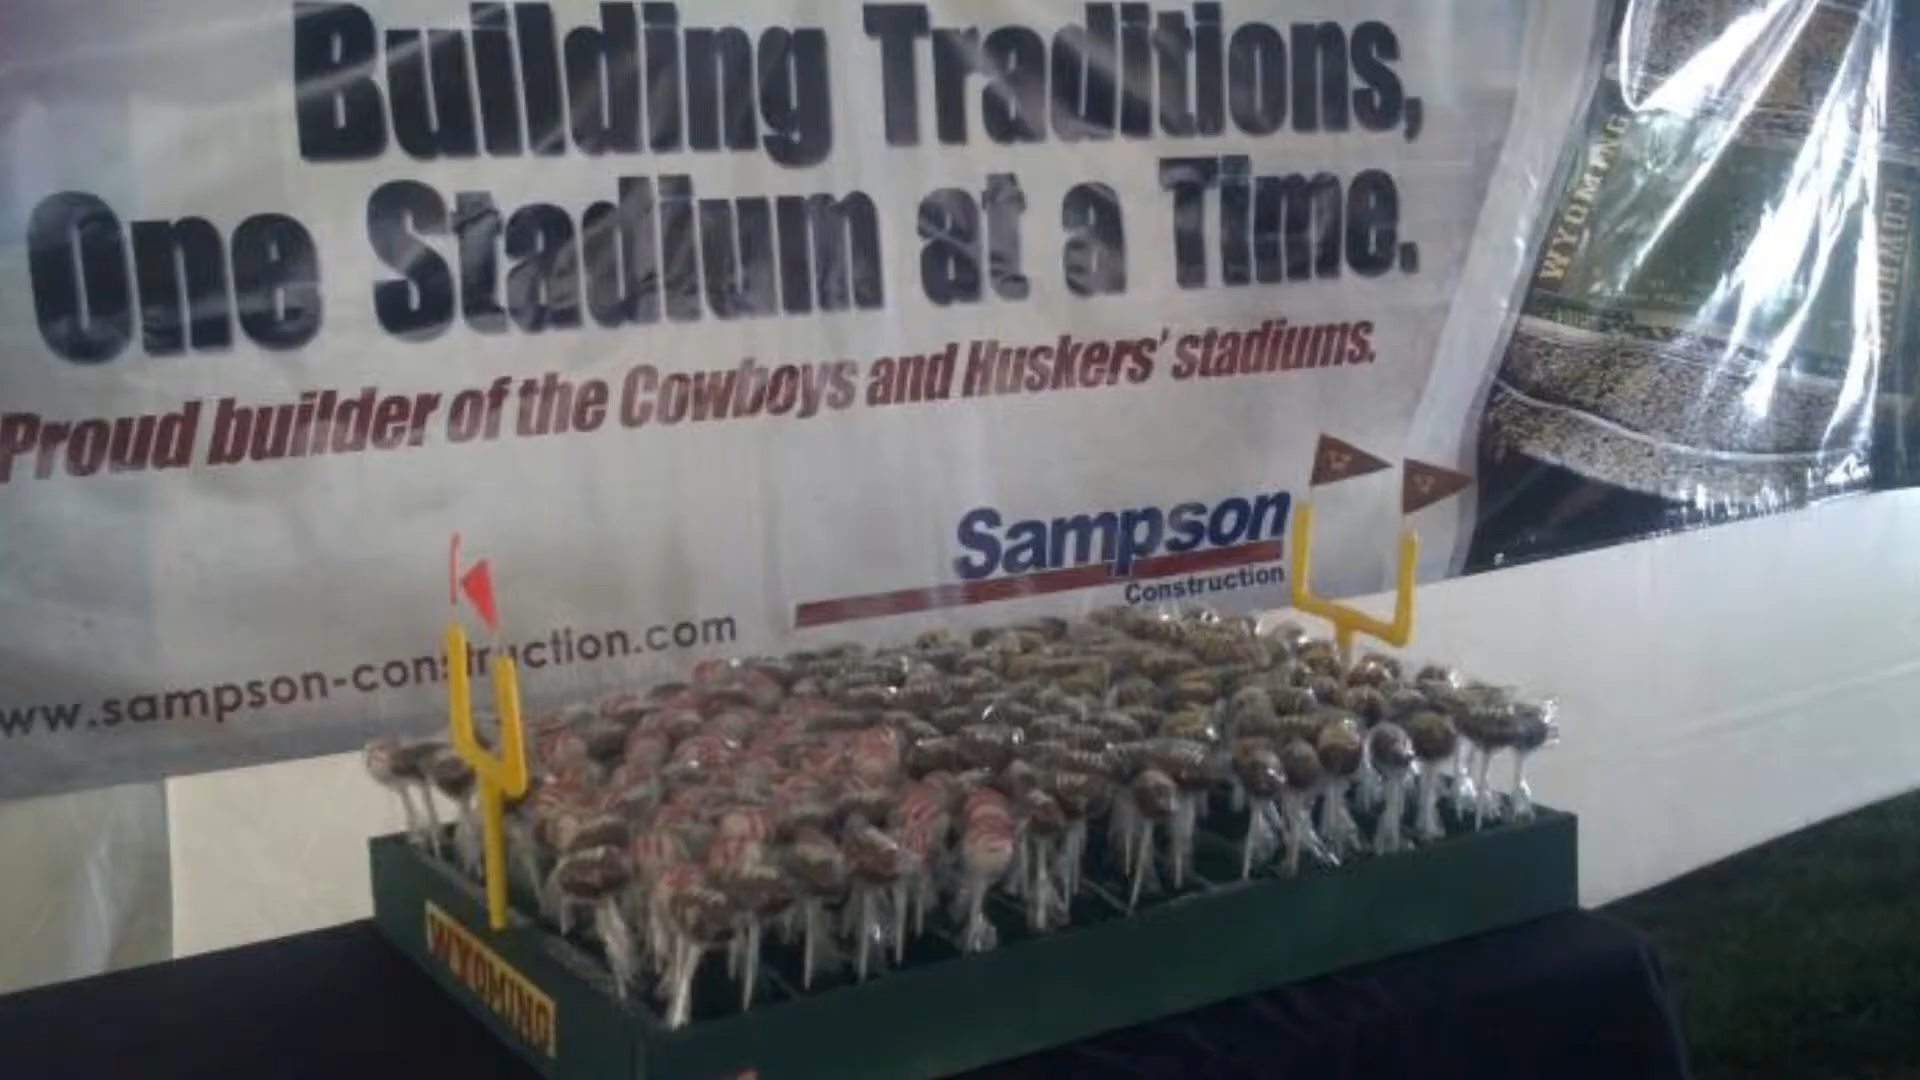 Building Traditions,
One Stadium at a Time.
Proud builder of the Cowboys and Huskers' stadiums.
Sampson
Construction
ww.sampson-construction.com
WYOMING
WYOMING